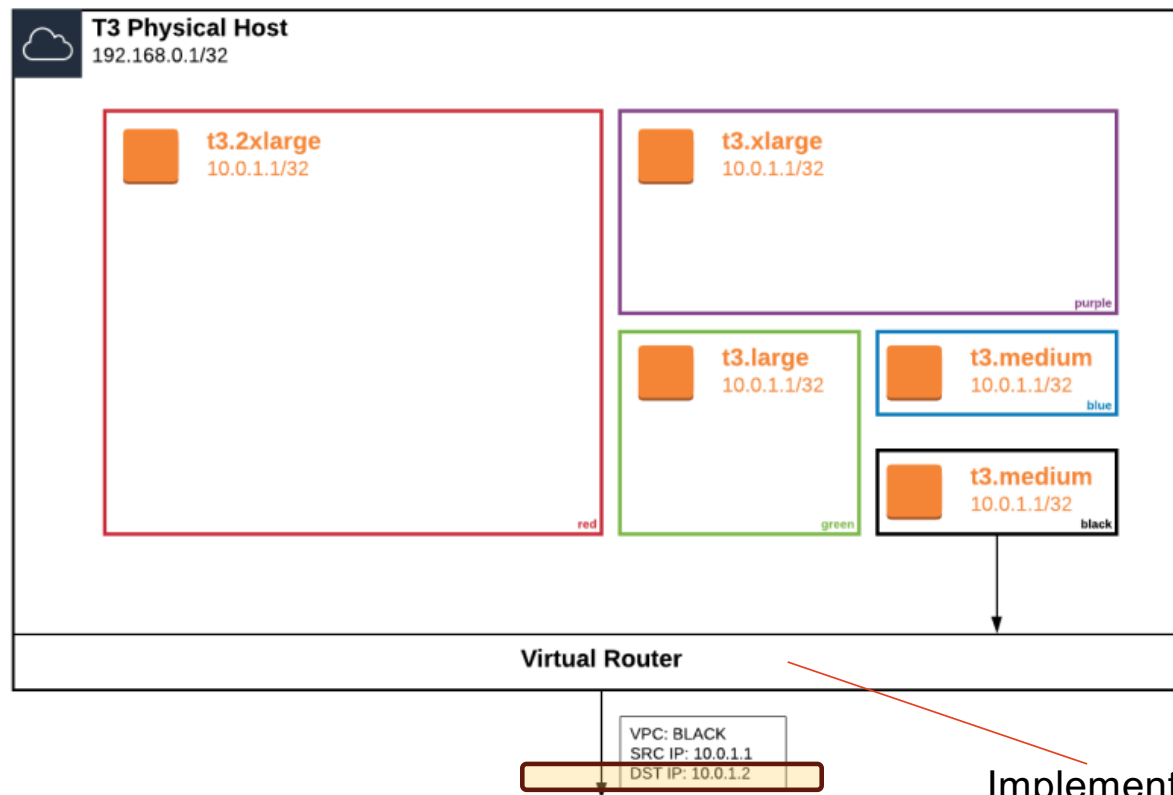 T3 Physical Host
192.168.0.1/32
t3.2xlarge
10.0.1.1/32
red
t3.xlarge
10.0.1.1/32
purple
t3.large
10.0.1.1/32
green
t3.medium
10.0.1.1/32
blue
t3.medium
10.0.1.1/32
black
Virtual Router
VPC: BLACK
SRC IP: 10.0.1.1
DST IP: 10.0.1.2
Implement